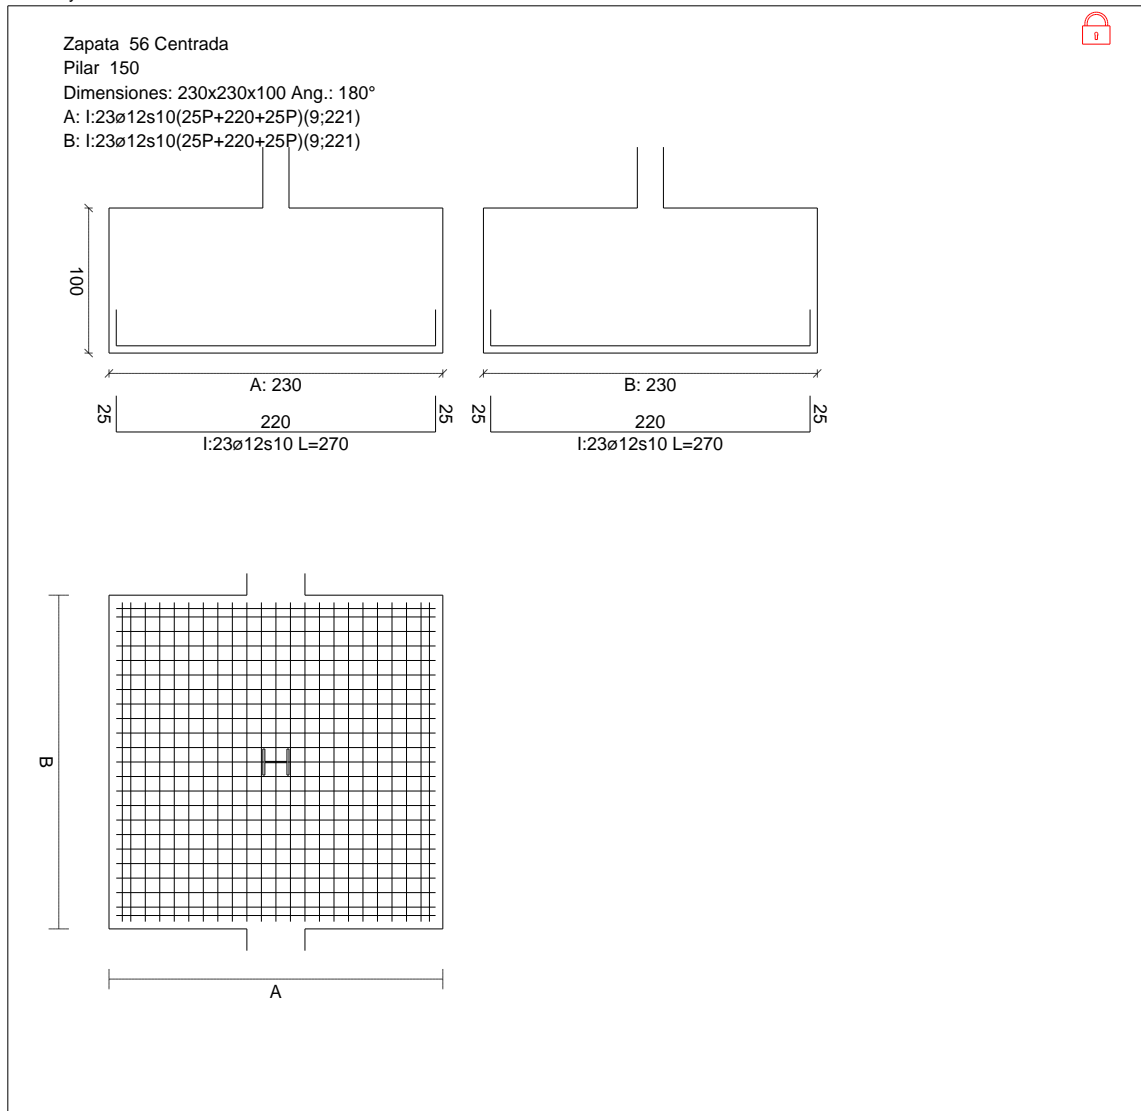 Zapata 56 Centrada
Pilar 150
Dimensiones: 230x230x100 Ang.: 180°
A: I:23ø12s10(25P+220+25P)(9;221)
B: I:23ø12s10(25P+220+25P)(9;221)
100
A: 230
B: 230
25
220
25
I:23ø12s10 L=270
25
220
25
I:23ø12s10 L=270
B
A